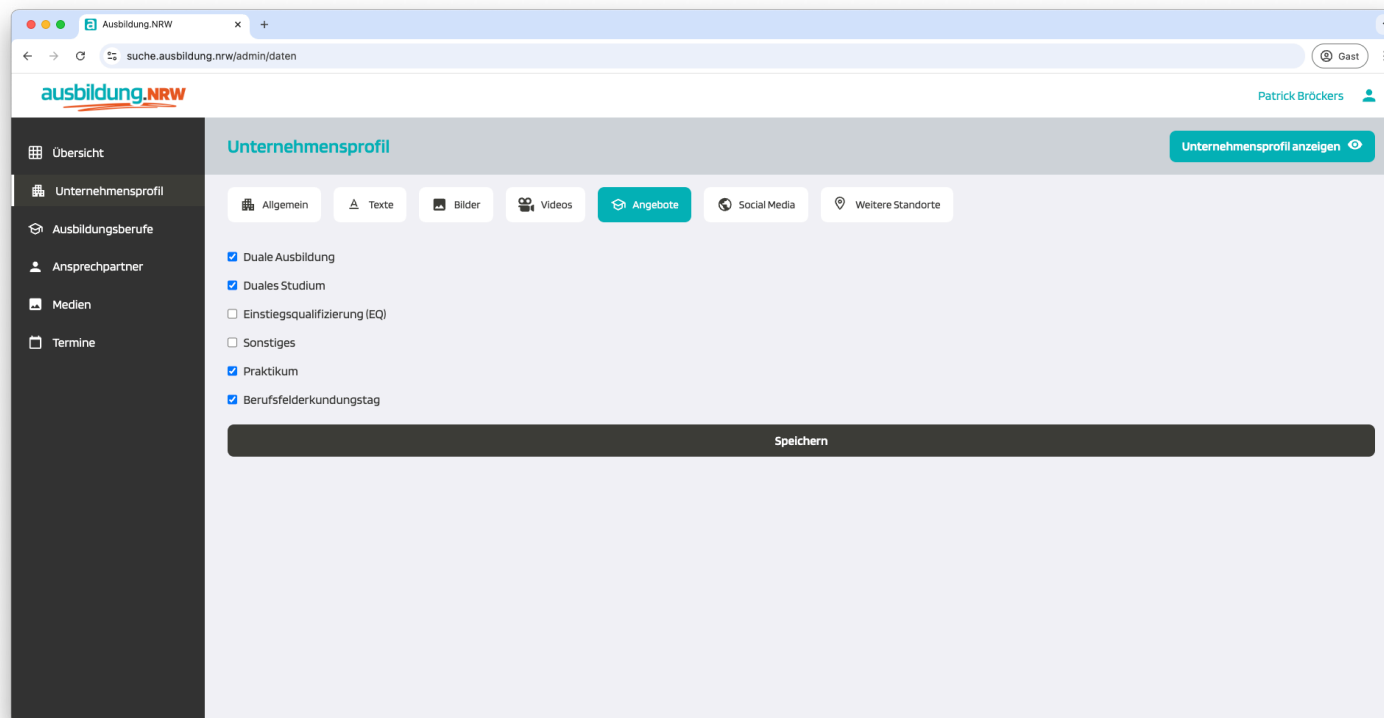 Ausbildung.NRW
suche.ausbildung.nrw/admin/daten
Gast
ausbildung.NRW
Patrick Bröckers
Übersicht
Unternehmensprofil
Ausbildungsberufe
Ansprechpartner
Medien
Termine
Unternehmensprofil
Unternehmensprofil anzeigen
Allgemein
Texte
Bilder
Videos
Angebote
Social Media
Weitere Standorte
Duale Ausbildung
Duales Studium
Einstiegsqualifizierung (EQ)
Sonstiges
Praktikum
Berufsfelderkundungstag
Speichern